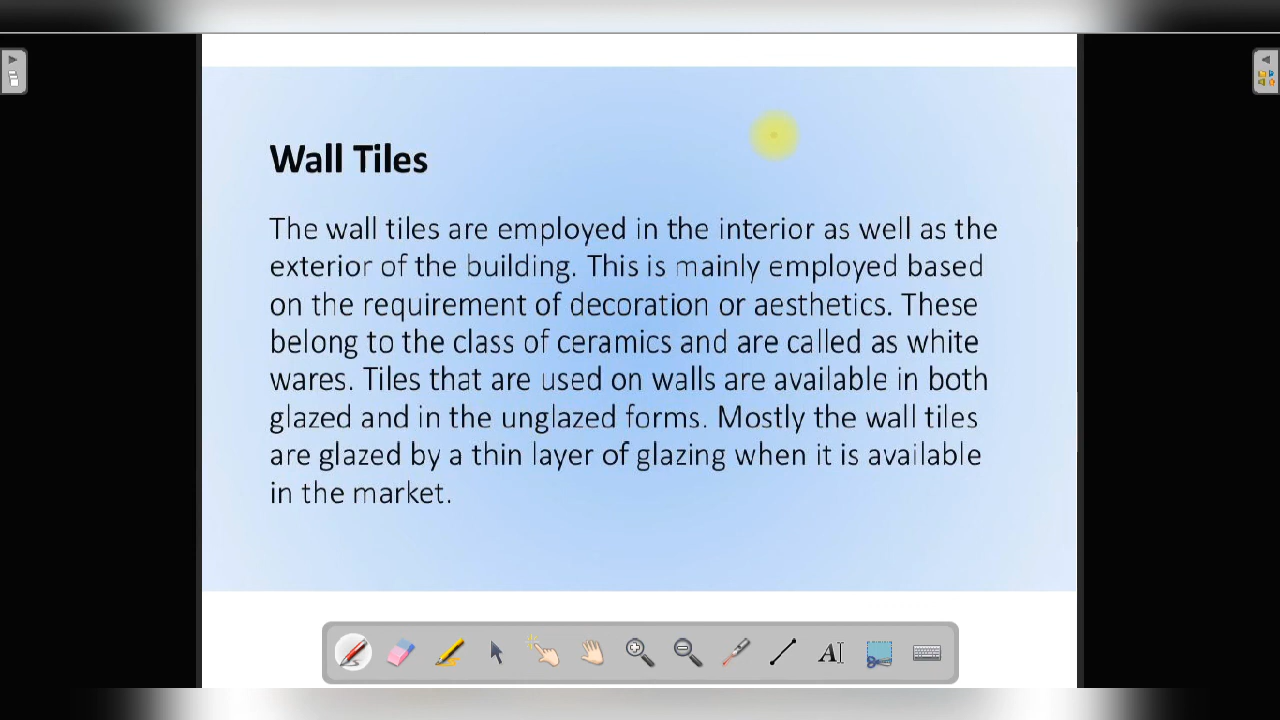 Wall Tiles
The wall tiles are employed in the interior as well as the
exterior of the building. This is mainly employed based
on the requirement of decoration or aesthetics. These
belong to the class of ceramics and are called as white
wares. Tiles that are used on walls are available in both
glazed and in the unglazed forms. Mostly the wall tiles
are glazed by a thin layer of glazing when it is available
in the market.